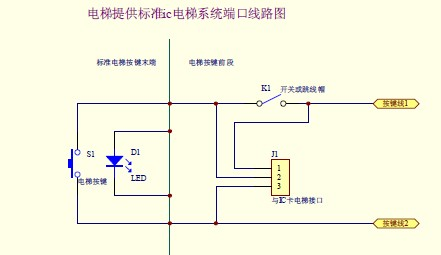 电梯提供标准ic电梯系统端口线路图
标准电梯按键末端
电梯按键前段
K1
开关或跳线帽
按键线1
S1
D1
J1
1
2
3
电梯按键
LED
与IC卡电梯接口
按键线2